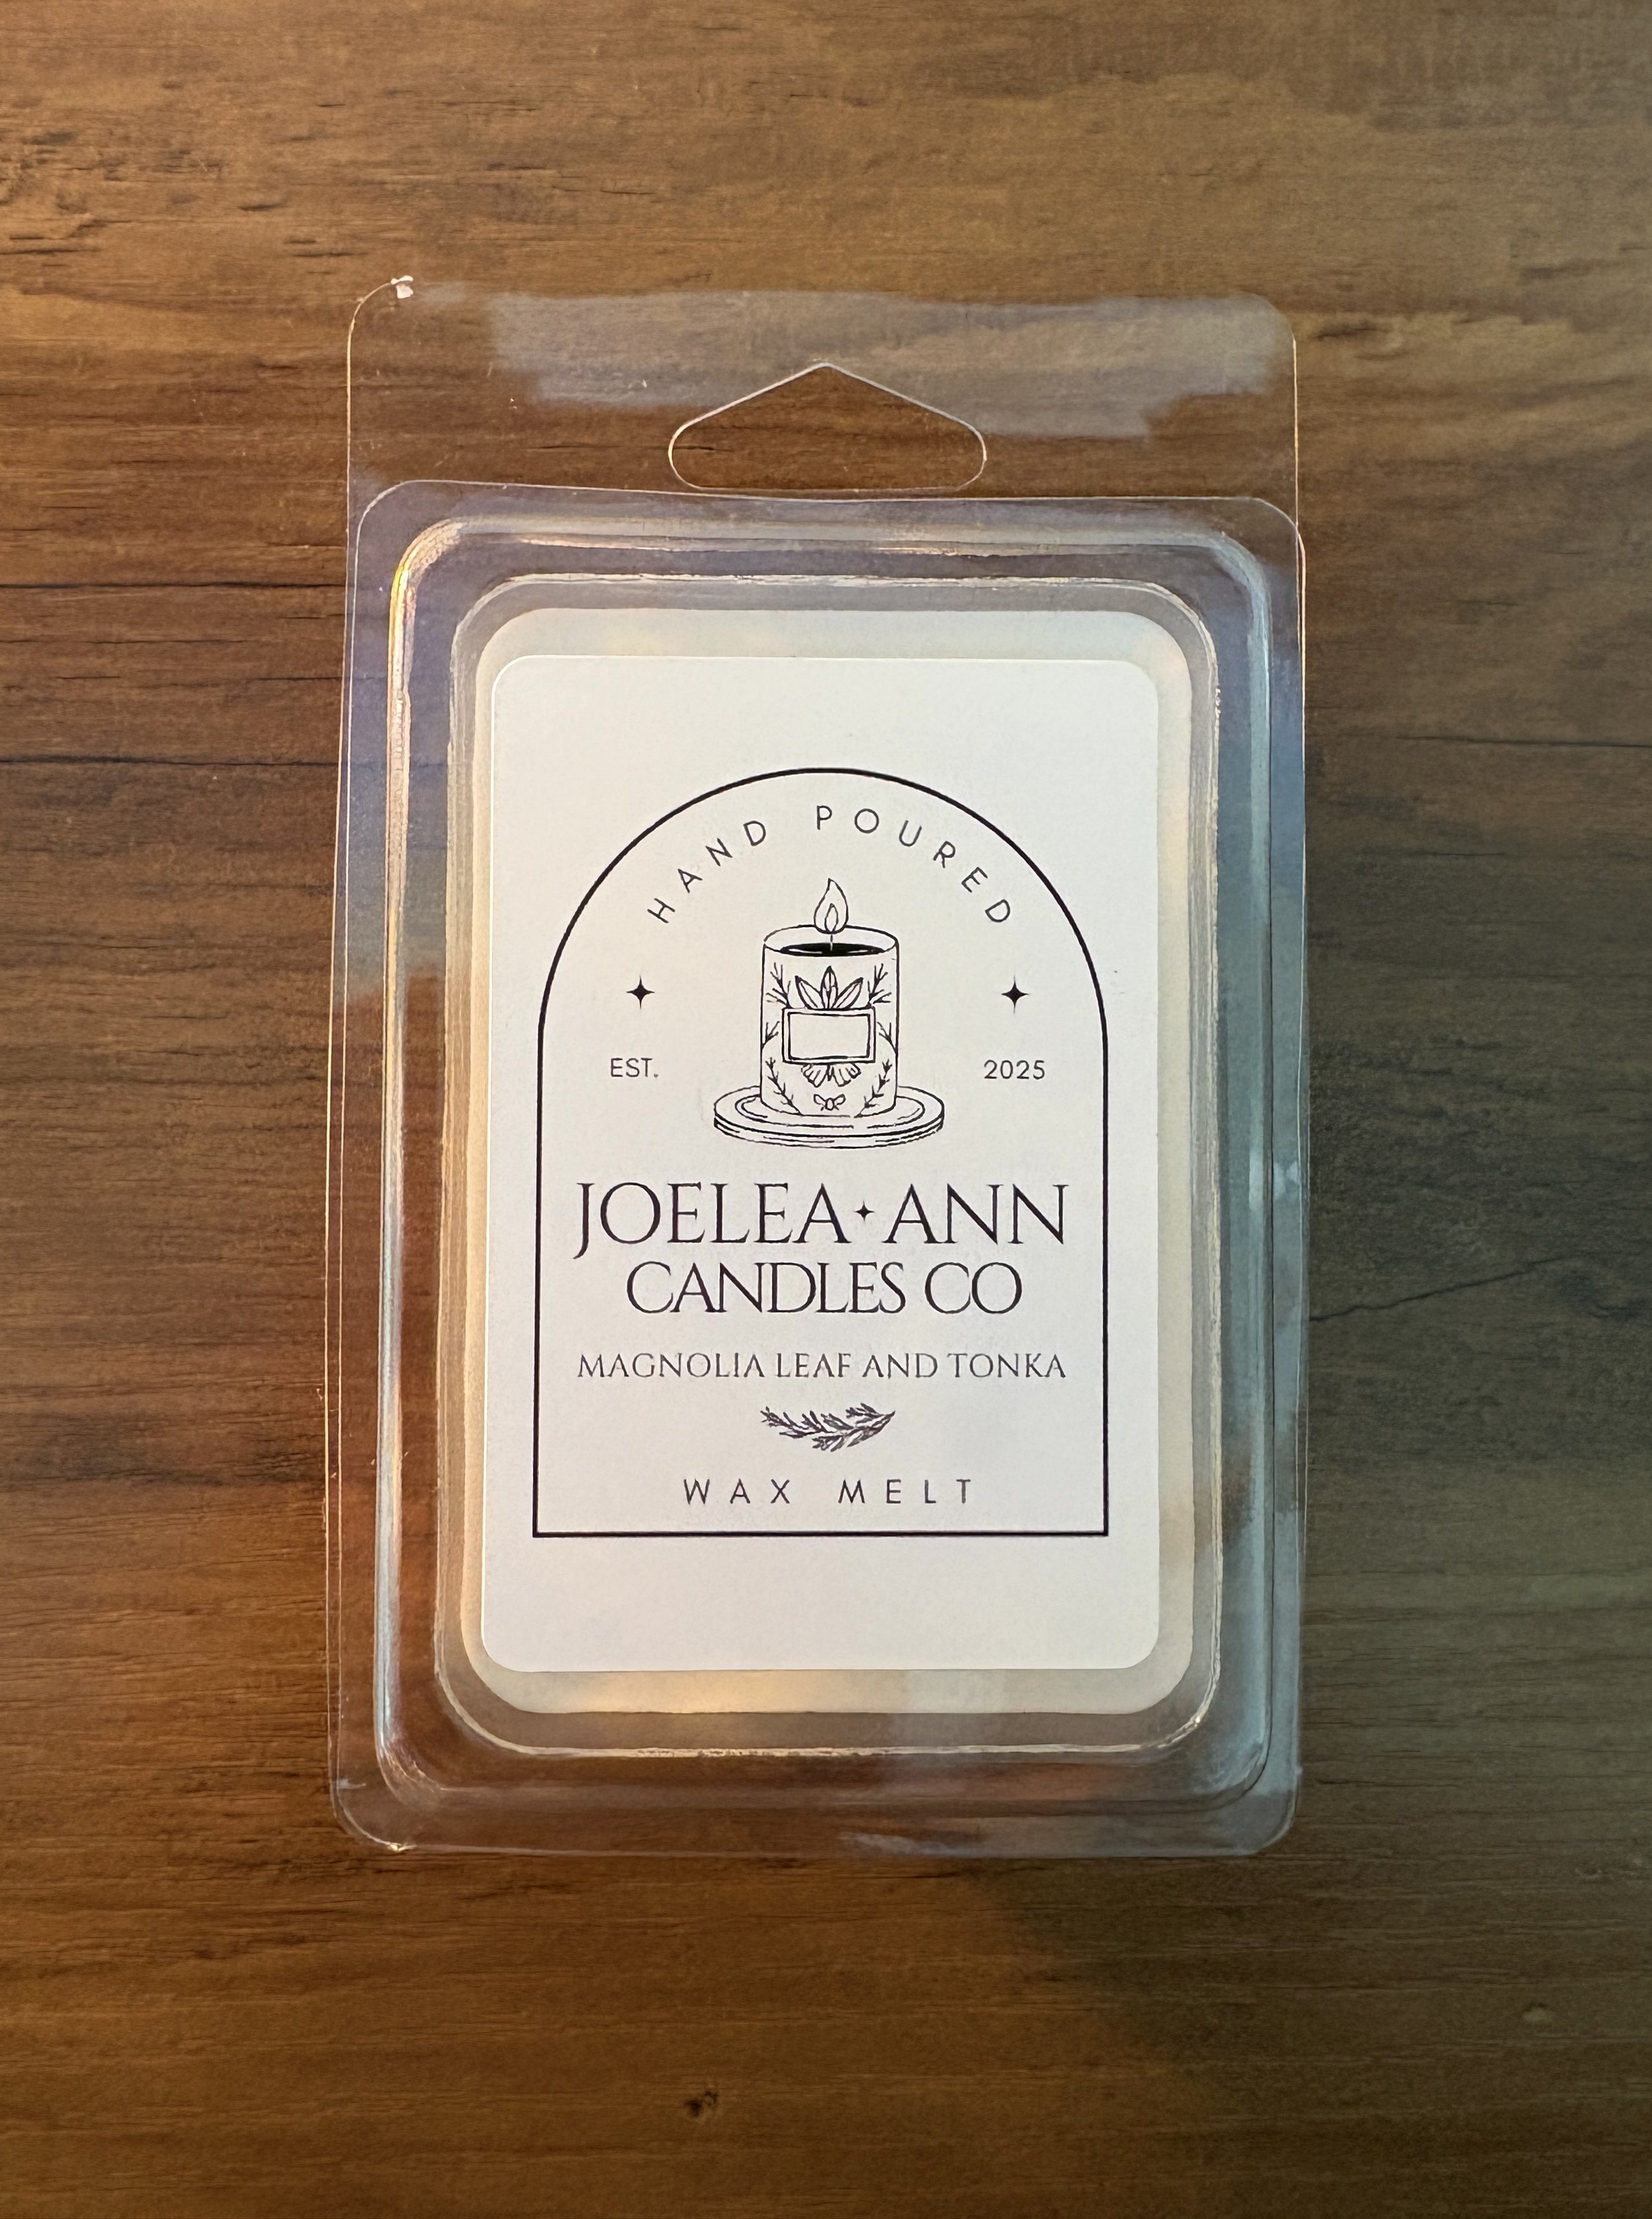 HAND POURED
EST. 2025
JOELEA ANN
CANDLES CO
MAGNOLIA LEAF AND TONKA
WAX MELT